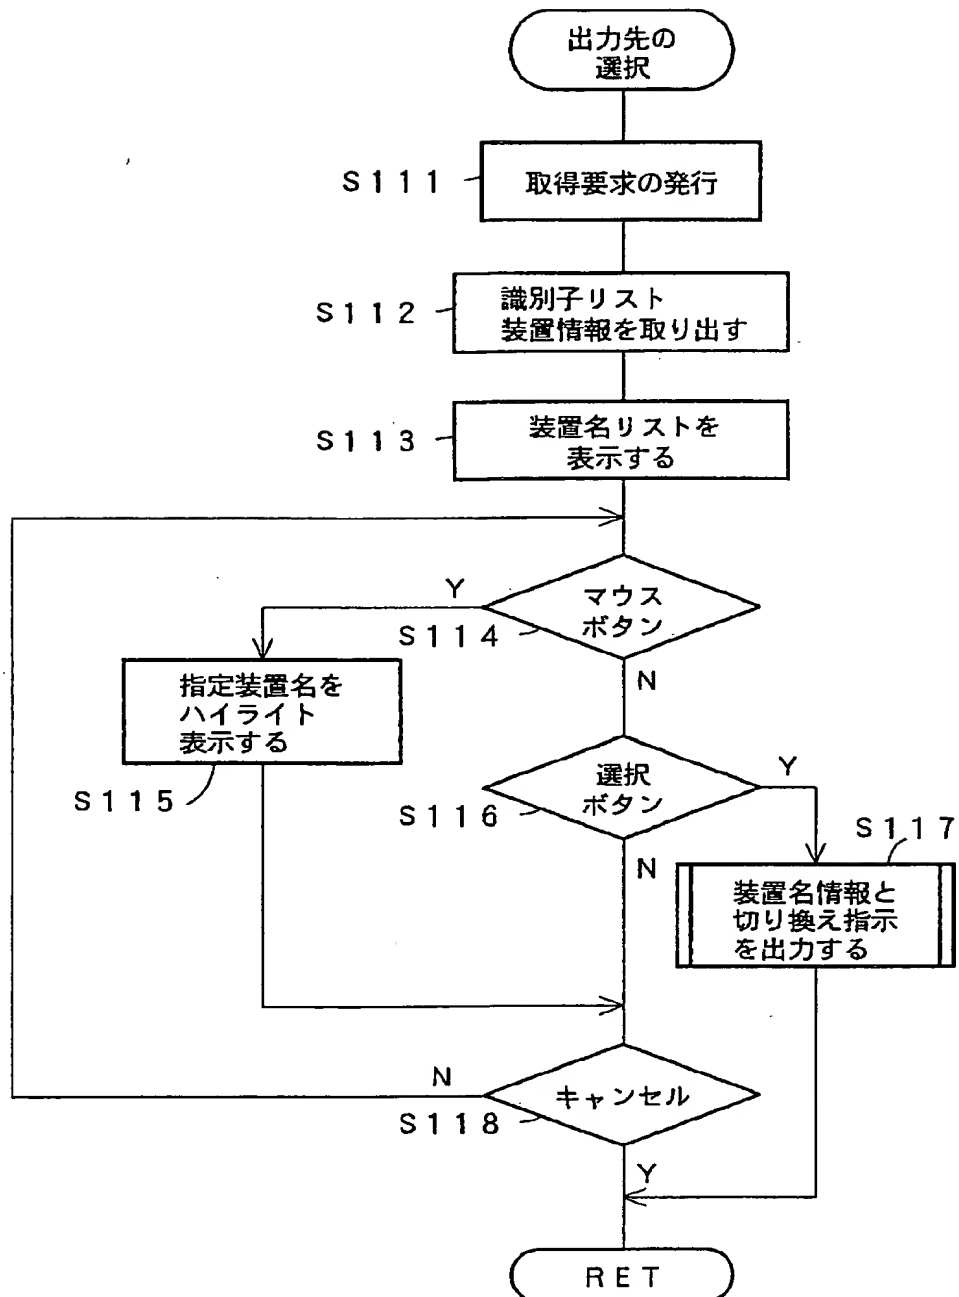 出力先の
選択
S111
取得要求の発行
S112
識別子リスト
装置情報を取り出す
S113
装置名リストを
表示する
Y
マウス
ボタン
S114
N
指定装置名を
ハイライト
表示する
S115
選択
ボタン
Y
S116
N
S117
装置名情報と
切り換え指示
を出力する
N
キャンセル
S118
Y
RET